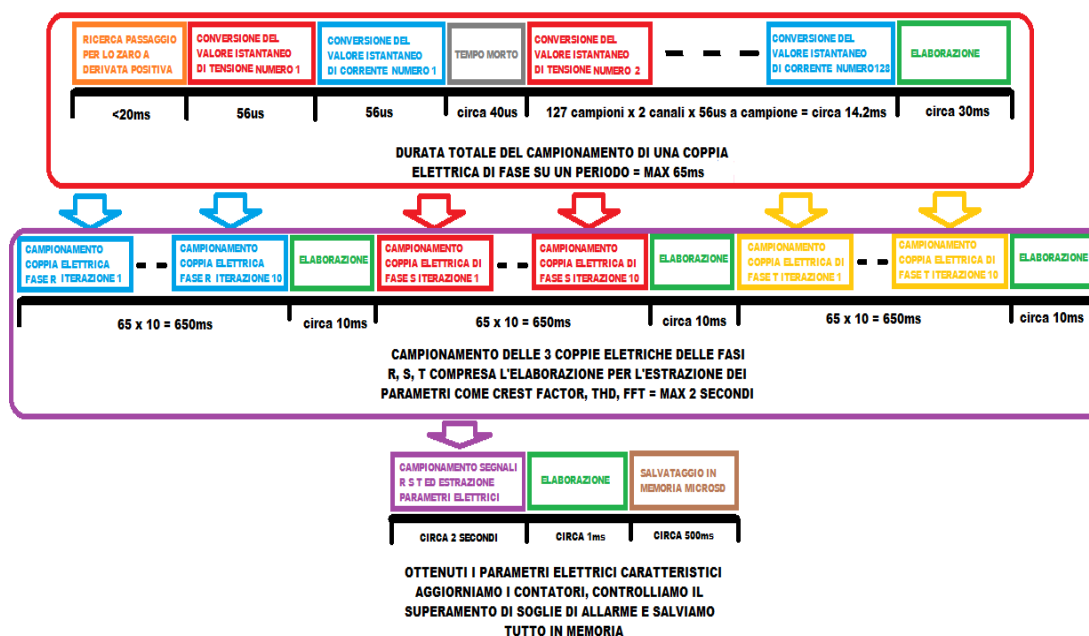 RICERCA PASSAGGIO
PER LO ZERO A
DERIVATA POSITIVA
CONVERSIONE DEL
VALORE ISTANTANEO
DI TENSIONE NUMERO 1
CONVERSIONE DEL
VALORE ISTANTANEO
DI CORRENTE NUMERO 1
TEMPO MORTO
CONVERSIONE DEL
VALORE ISTANTANEO
DI TENSIONE NUMERO 2
CONVERSIONE DEL
VALORE ISTANTANEO
DI CORRENTE NUMERO128
ELABORAZIONE
<20ms
56us
56us
circa 40us
127 campioni x 2 canali x 56us a campione = circa 14.2ms
circa 30ms
DURATA TOTALE DEL CAMPIONAMENTO DI UNA COPPIA
ELETTRICA DI FASE SU UN PERIODO = MAX 65ms
CAMPIONAMENTO
COPPIA ELETTRICA
FASE R ITERAZIONE 1
CAMPIONAMENTO
COPPIA ELETTRICA
FASE R ITERAZIONE 10
ELABORAZIONE
CAMPIONAMENTO
COPPIA ELETTRICA DI
FASE S ITERAZIONE 1
CAMPIONAMENTO
COPPIA ELETTRICA DI
FASE S ITERAZIONE 10
ELABORAZIONE
CAMPIONAMENTO
COPPIA ELETTRICA DI
FASE T ITERAZIONE 1
CAMPIONAMENTO
COPPIA ELETTRICA DI
FASE T ITERAZIONE 10
ELABORAZIONE
65 x 10 = 650ms
circa 10ms
65 x 10 = 650ms
circa 10ms
65 x 10 = 650ms
circa 10ms
CAMPIONAMENTO DELLE 3 COPPIE ELETRICHE DELLE FASI
R, S, T COMPRESA L'ELABORAZIONE PER L'ESTRAZIONE DEI
PARAMETRI COME CREST FACTOR, THD, FFT = MAX 2 SECONDI
CAMPIONAMENTO SEGNALI
R S T ED ESTRAZIONE
PARAMETRI ELETTRICI
ELABORAZIONE
SALVATAGGIO IN
MEMORIA MICROSD
CIRCA 2 SECONDI
CIRCA 1ms
CIRCA 500ms
OTTENUTI I PARAMETRI ELETTRICI CARATTERISTICI
AGGIORNIAMO I CONTATORI, CONTROLLIAMO IL
SUPERAMENTO DI SOGLIE DI ALLARME E SALVIAMO
TUTTO IN MEMORIA